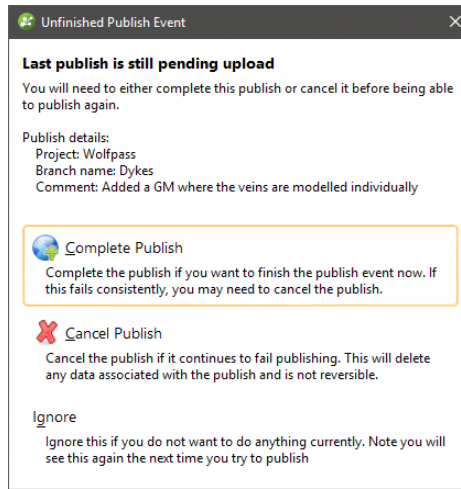 Unfinished Publish Event
Last publish is still pending upload
You will need to either complete this publish or cancel it before being able
to publish again.
Publish details:
Project: Wolfpass
Branch name: Dykes
Comment: Added a GM where the veins are modelled individually
Complete Publish
Complete the publish if you want to finish the publish event now. If
this fails consistently, you may need to cancel the publish.
Cancel Publish
Cancel the publish if it continues to fail publishing. This will delete
any data associated with the publish and is not reversible.
Ignore
Ignore this if you do not want to do anything currently. Note you will
see this again the next time you try to publish